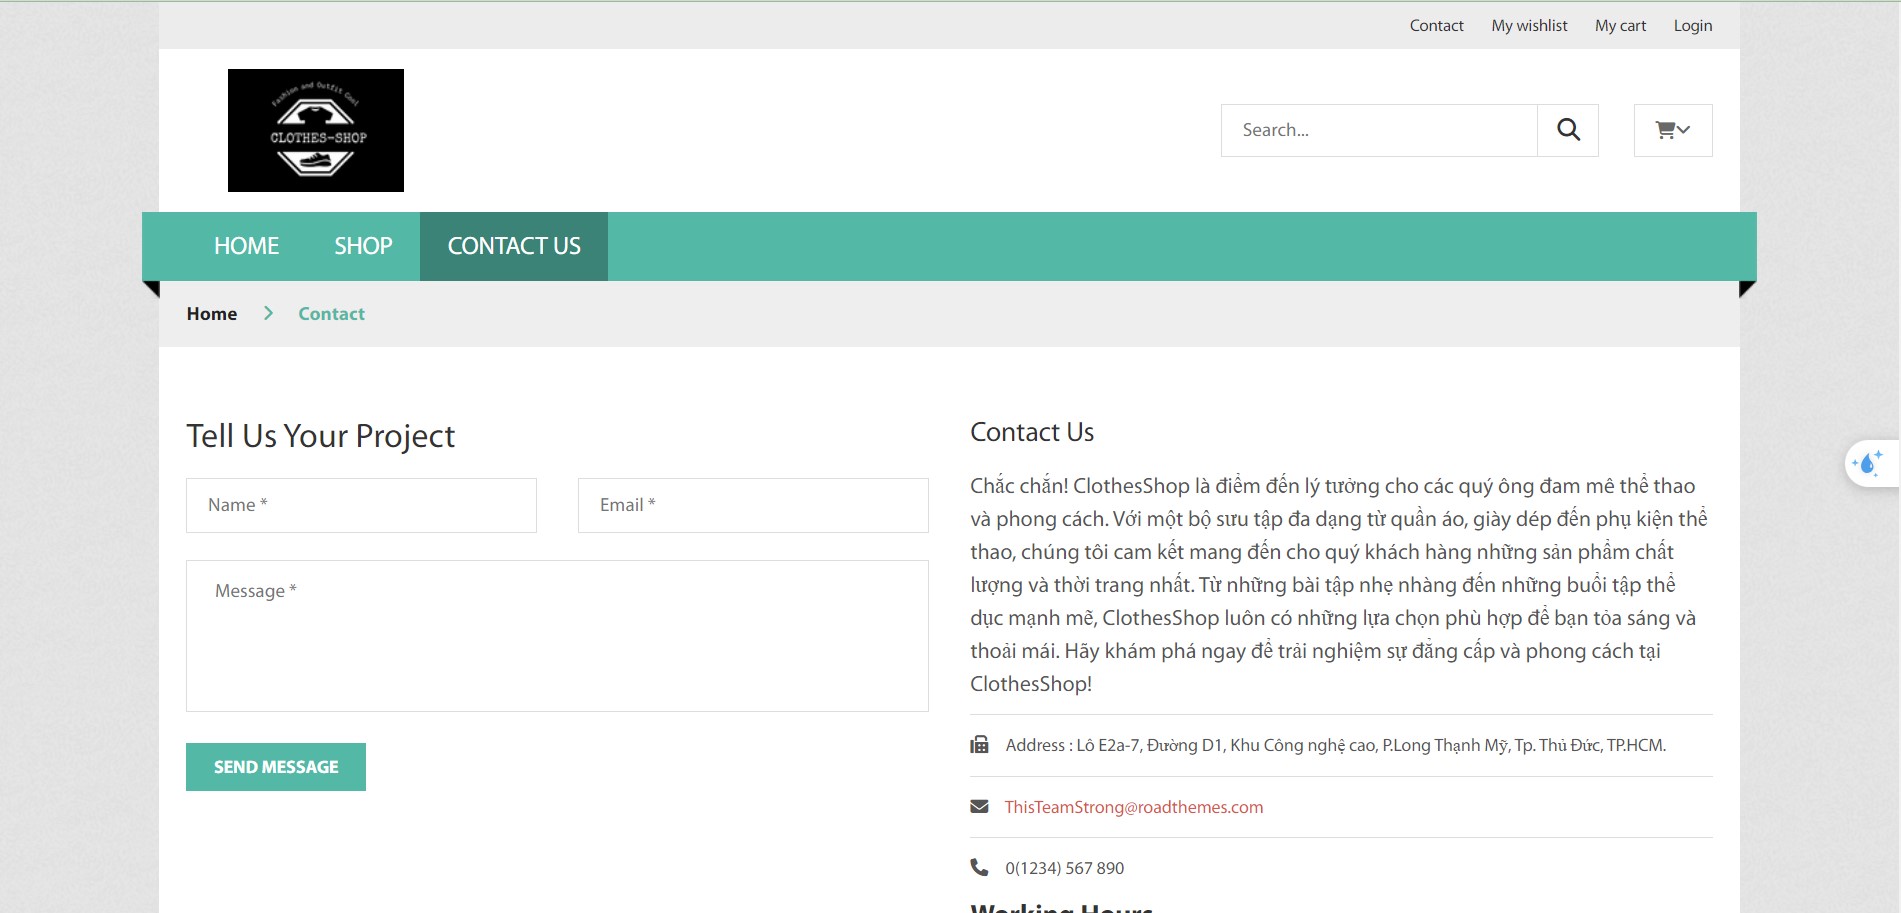 Contact My wishlist My cart Login
Fashion and Outfit Cool
CLOTHES-SHOP
Search...
HOME SHOP CONTACT US
Home Contact
Tell Us Your Project
Name *
Email *
Message *
SEND MESSAGE
Contact Us
Chắc chắn! ClothesShop là điểm đến lý tưởng cho các quý ông đam mê thể thao
và phong cách. Với một bộ sưu tập đa dạng từ quần áo, giày dép đến phụ kiện thể
thao, chúng tôi cam kết mang đến cho quý khách hàng những sản phẩm chất
lượng và thời trang nhất. Từ những bài tập nhẹ nhàng đến những buổi tập thể
dục mạnh mẽ, ClothesShop luôn có những lựa chọn phù hợp để bạn tỏa sáng và
thoải mái. Hãy khám phá ngay để trải nghiệm sự đẳng cấp và phong cách tại
ClothesShop!
Address : Lô E2a-7, Đường D1, Khu Công nghệ cao, P.Long Thạnh Mỹ, Tp. Thủ Đức, TP.HCM.
ThisTeamStrong@roadthemes.com
0(1234) 567 890
Working Hours